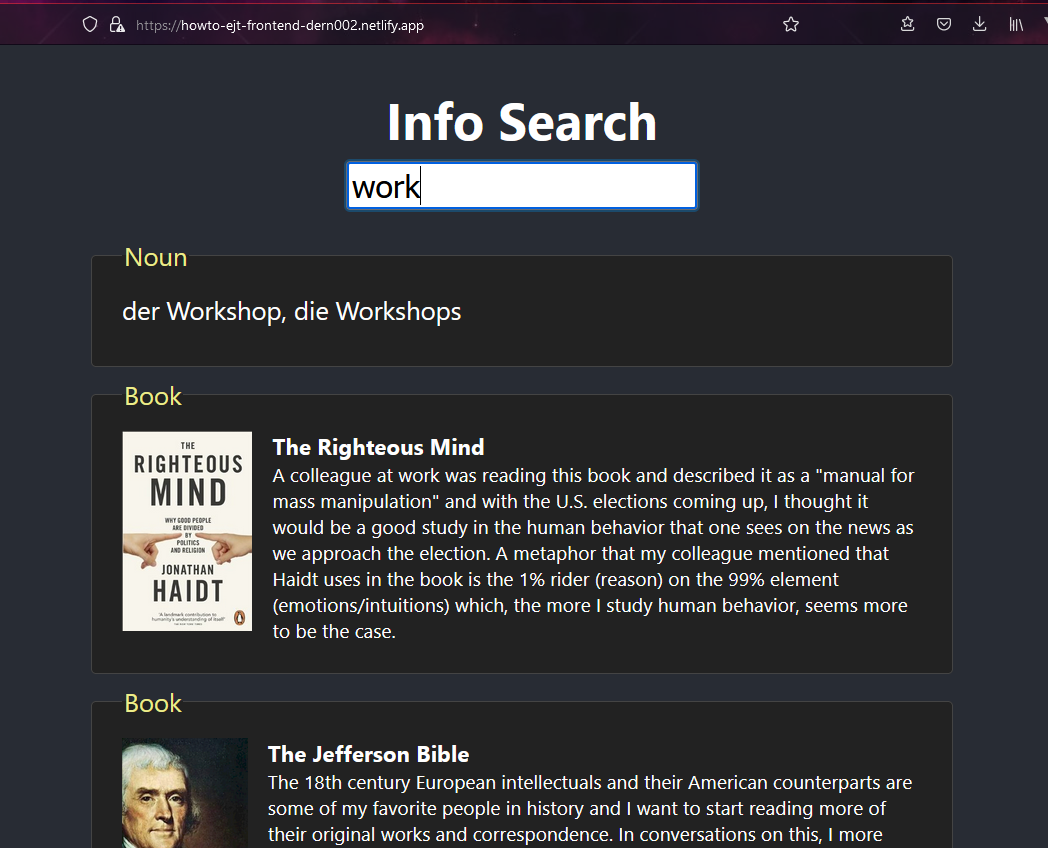 https://howto-ejt-frontend-dern002.netlify.app
Info Search
work
Noun
der Workshop, die Workshops
Book
THE
RIGHTEOUS
MIND
WHY GOOD PEOPLE
ARE DIVIDED
BY
POLITICS
AND RELIGION
JONATHAN
HAIDT
'A landmark contribution to
humanity's understanding of itself'
The Righteous Mind
A colleague at work was reading this book and described it as a "manual for
mass manipulation" and with the U.S. elections coming up, I thought it
would be a good study in the human behavior that one sees on the news as
we approach the election. A metaphor that my colleague mentioned that
Haidt uses in the book is the 1% rider (reason) on the 99% element
(emotions/intuitions) which, the more I study human behavior, seems more
to be the case.
Book
The Jefferson Bible
The 18th century European intellectuals and their American counterparts are
some of my favorite people in history and I want to start reading more of
their original works and correspondence. In conversations on this, I more